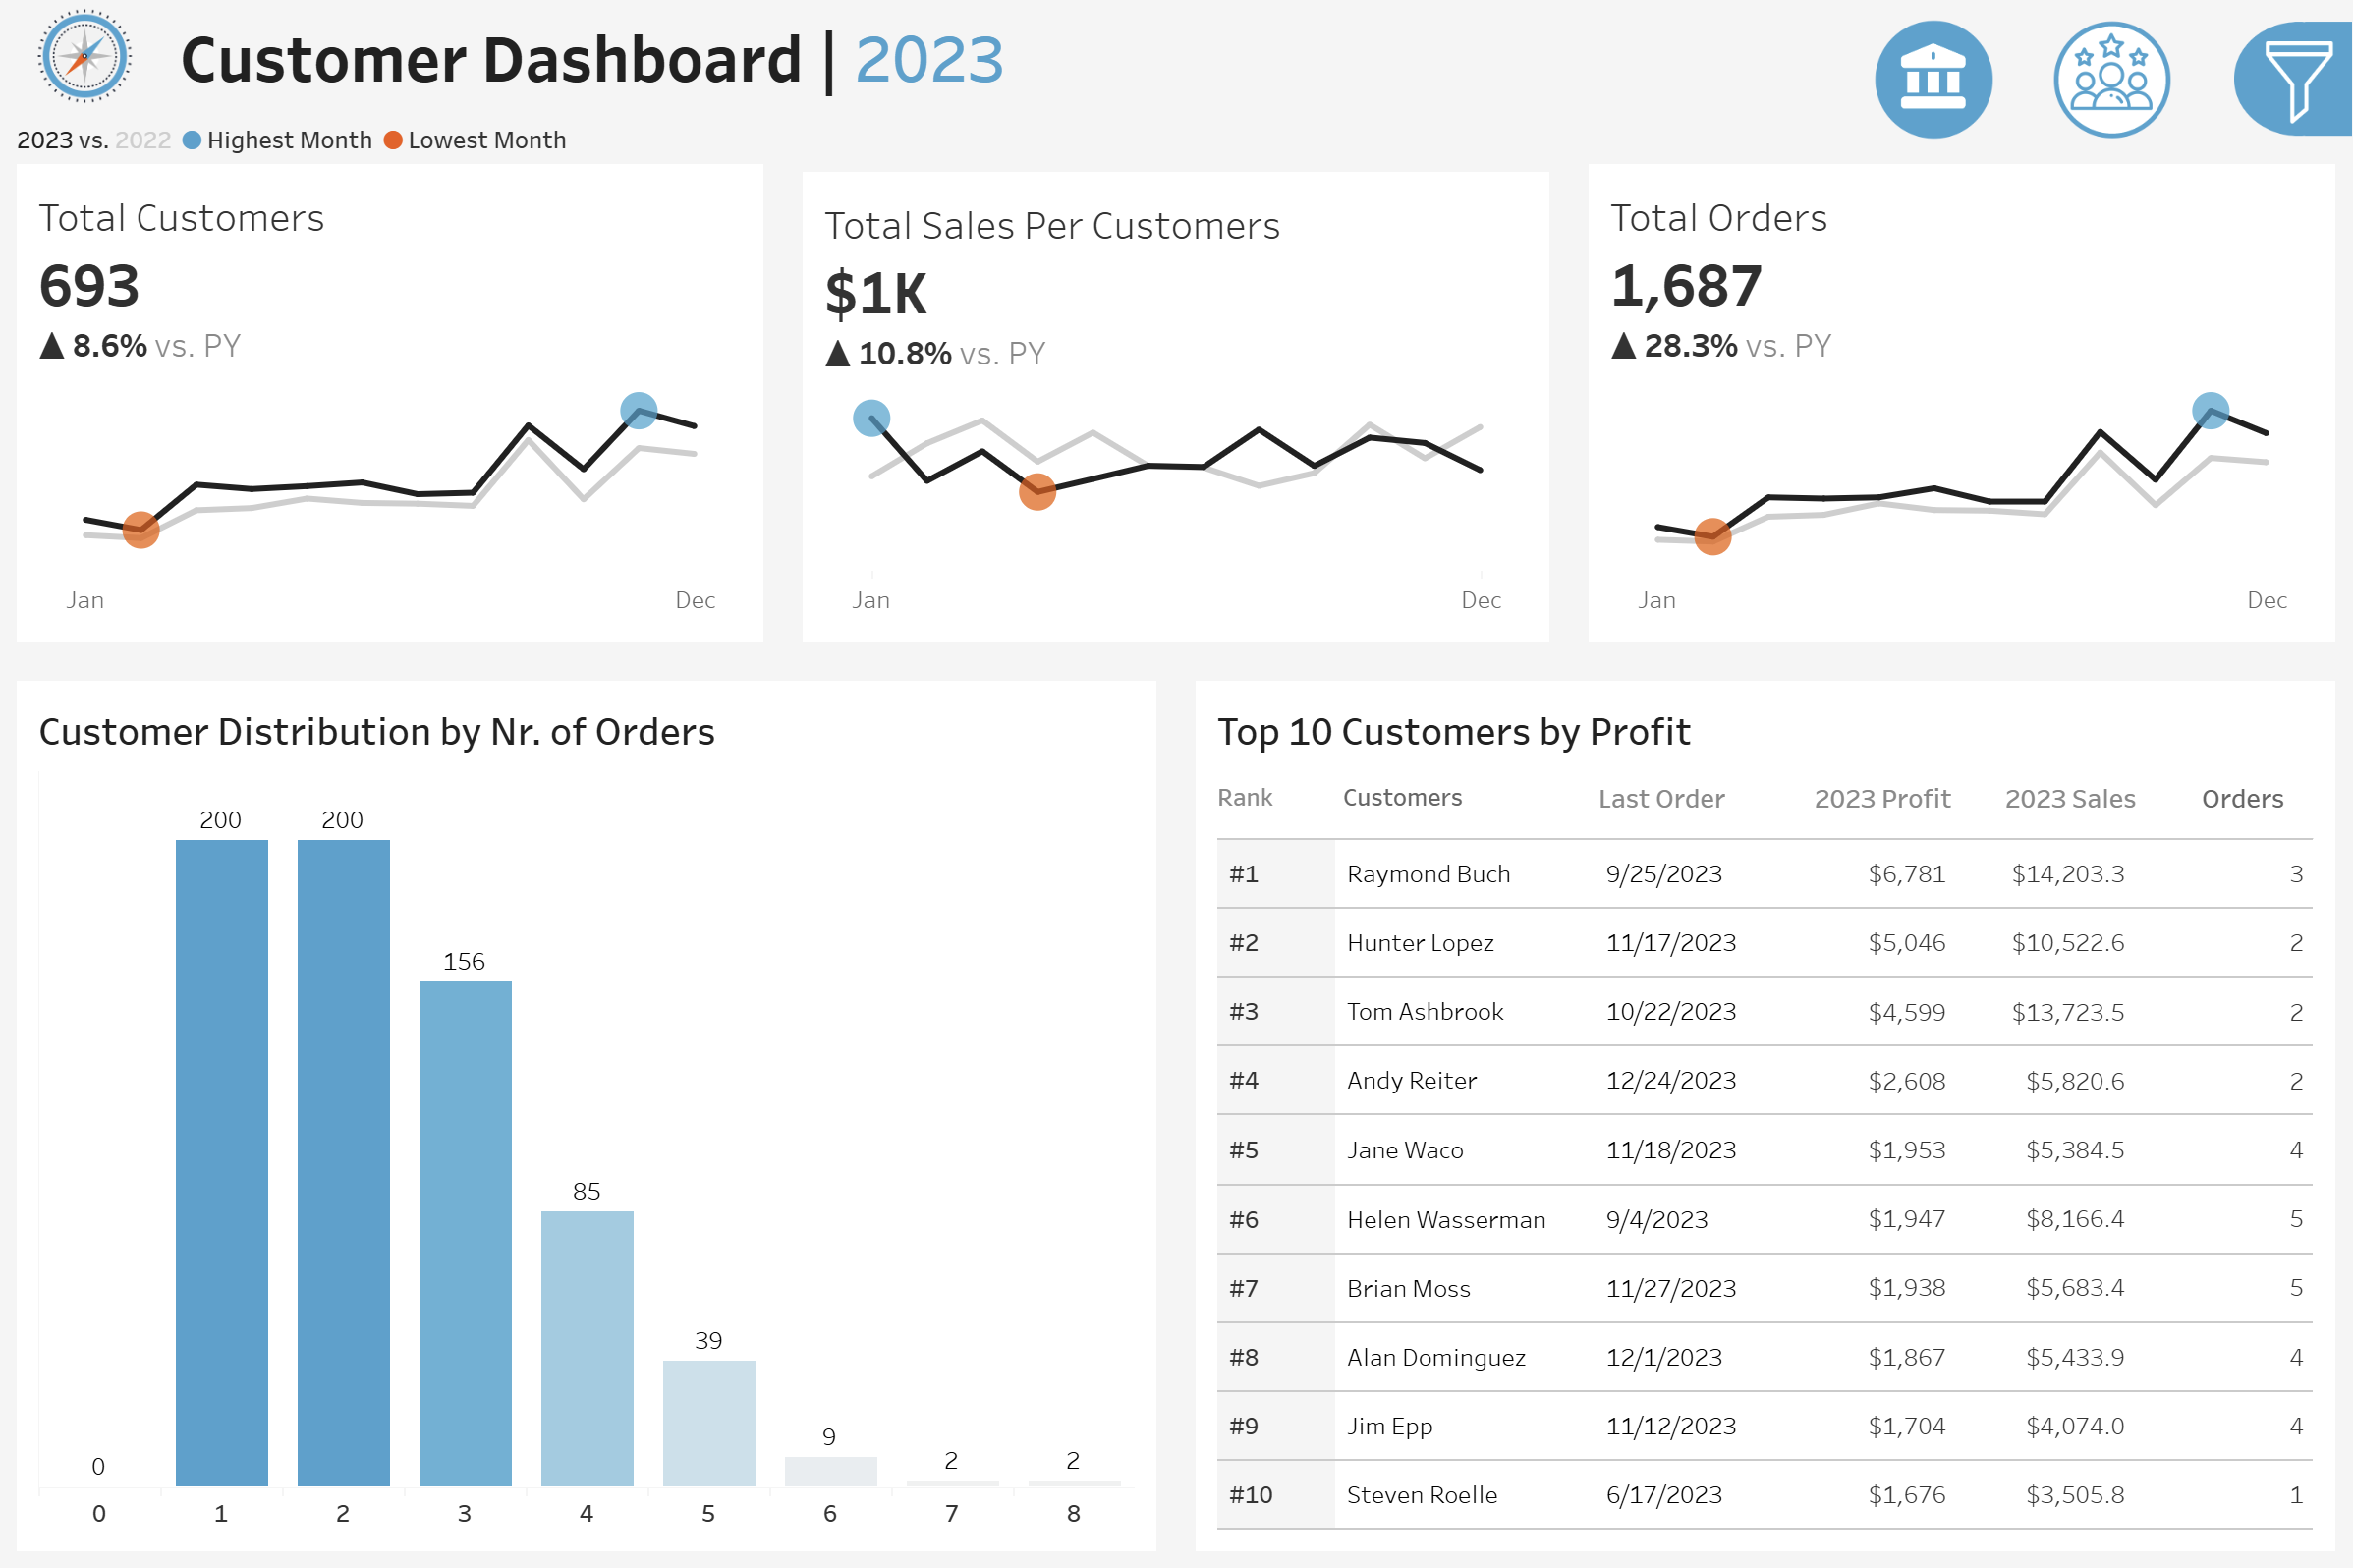 Customer Dashboard | 2023
2023 vs. 2022 Highest Month Lowest Month
Total Customers
693
▲ 8.6% vs. PY
Jan Dec
Total Sales Per Customers
$1K
▲ 10.8% vs. PY
Jan Dec
Total Orders
1,687
▲ 28.3% vs. PY
Jan Dec
Customer Distribution by Nr. of Orders
0 200 200 156 85 39 9 2 2
0 1 2 3 4 5 6 7 8
Top 10 Customers by Profit
Rank Customers Last Order 2023 Profit 2023 Sales Orders
#1 Raymond Buch 9/25/2023 $6,781 $14,203.3 3
#2 Hunter Lopez 11/17/2023 $5,046 $10,522.6 2
#3 Tom Ashbrook 10/22/2023 $4,599 $13,723.5 2
#4 Andy Reiter 12/24/2023 $2,608 $5,820.6 2
#5 Jane Waco 11/18/2023 $1,953 $5,384.5 4
#6 Helen Wasserman 9/4/2023 $1,947 $8,166.4 5
#7 Brian Moss 11/27/2023 $1,938 $5,683.4 5
#8 Alan Dominguez 12/1/2023 $1,867 $5,433.9 4
#9 Jim Epp 11/12/2023 $1,704 $4,074.0 4
#10 Steven Roelle 6/17/2023 $1,676 $3,505.8 1